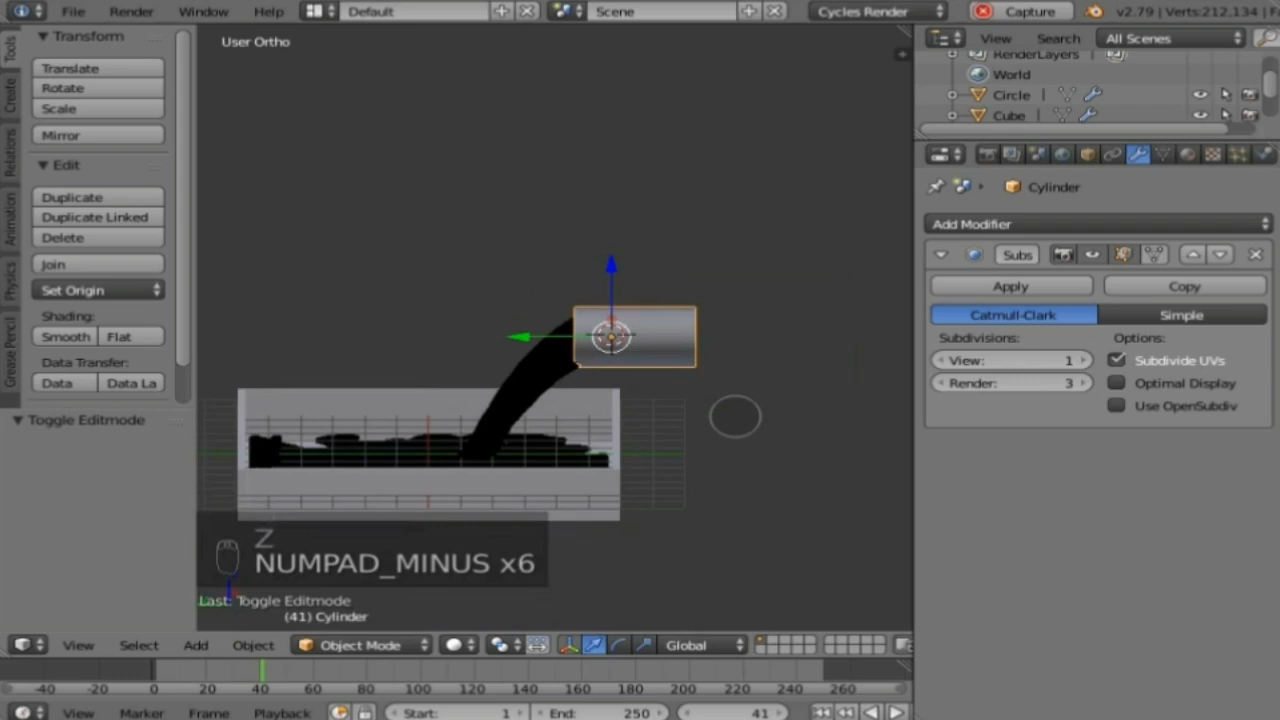 File Render Window Help Default Scene Cycles Render Capture v2.79 | Verts:212,134 |
Tools
Create
Relations
Animation
Physics
Grease Pencil
Transform
Translate
Rotate
Scale
Mirror
Edit
Duplicate
Duplicate Linked
Delete
Join
Set Origin
Shading:
Smooth Flat
Data Transfer:
Data Data La
Toggle Editmode
User Ortho
Z
NUMPAD_MINUS x6
Last: Toggle Editmode
(41) Cylinder
View Select Add Object Object Mode Global
-40 -20 0 20 40 60 80 100 120 140 160 180 200 220 240 260
View Marker Frame Playback Start: 1 End: 250 41
View Search All Scenes
RenderLayers |
World
Circle |
Cube |
Cylinder
Add Modifier
Subs
Apply Copy
Catmull-Clark Simple
Subdivisions: Options:
View: 1 Subdivide UVs
Render: 3 Optimal Display
Use OpenSubdiv